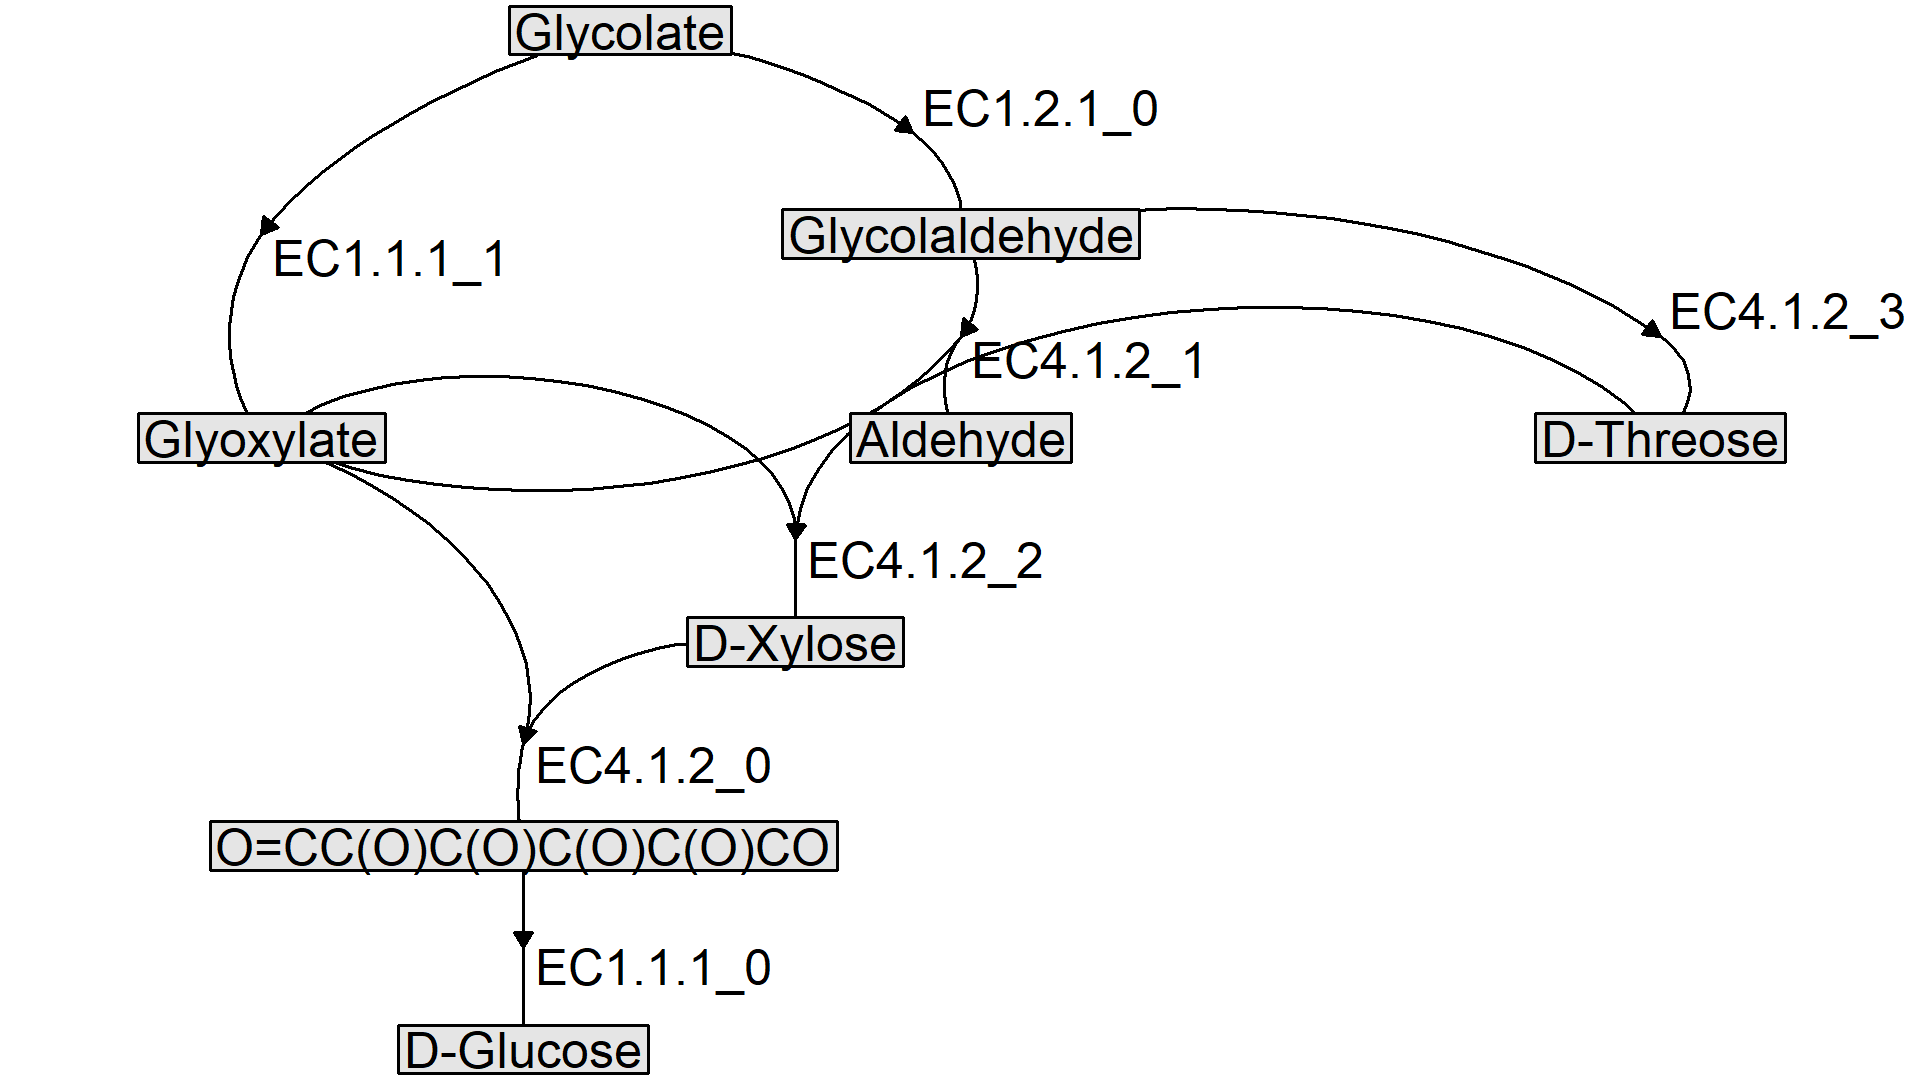 Glycolate
EC1.2.1_0
Glycolaldehyde
EC1.1.1_1
EC4.1.2_3
EC4.1.2_1
Glyoxylate
Aldehyde
D-Threose
EC4.1.2_2
D-Xylose
EC4.1.2_0
O=CC(O)C(O)C(O)C(O)CO
EC1.1.1_0
D-Glucose